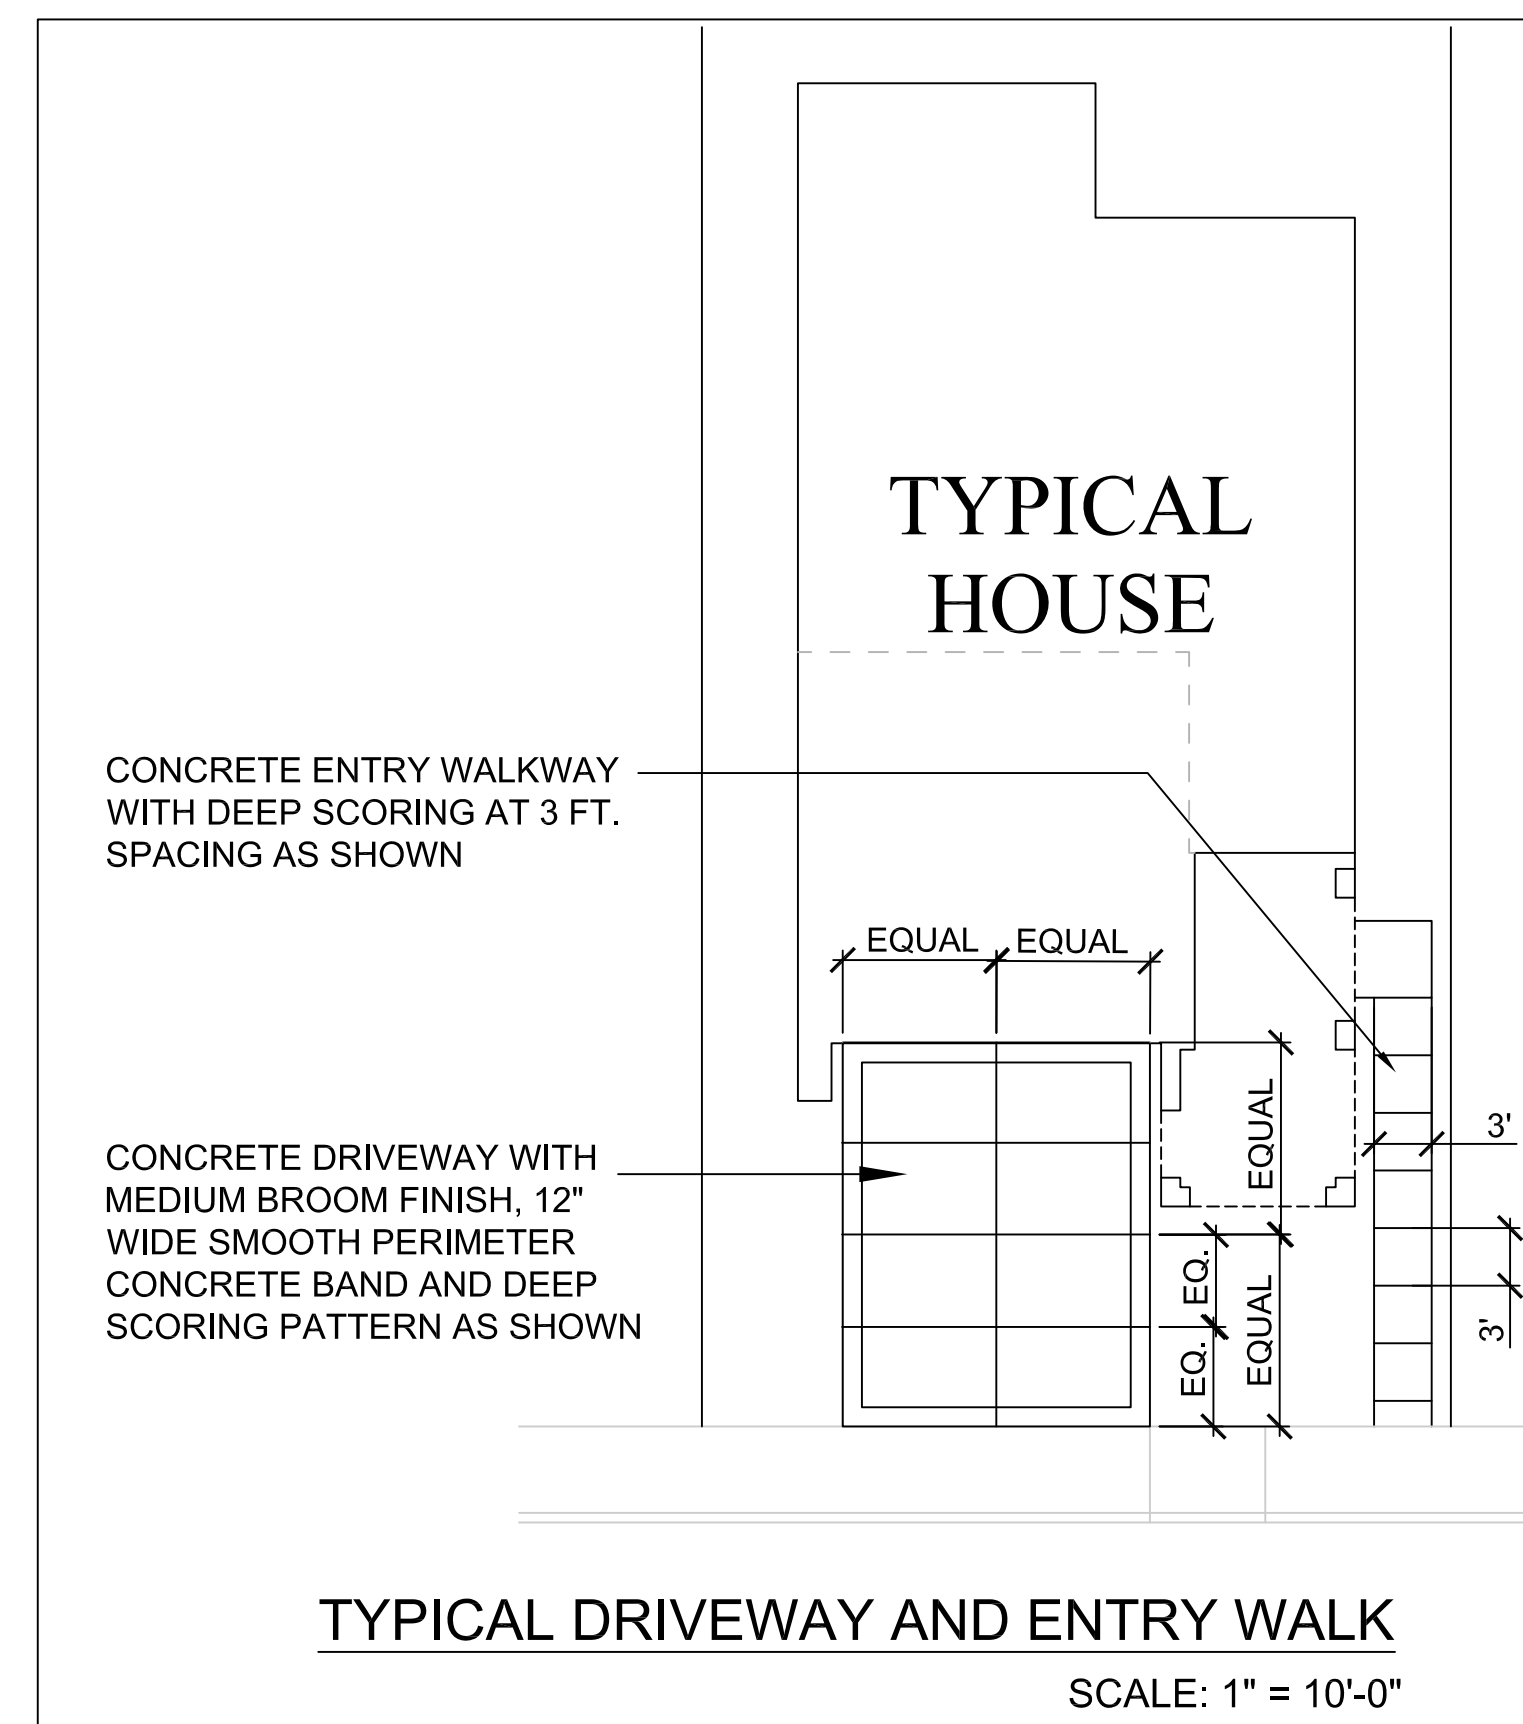 TYPICAL
HOUSE
CONCRETE ENTRY WALKWAY
WITH DEEP SCORING AT 3 FT.
SPACING AS SHOWN
EQUAL
EQUAL
EQUAL
3'
CONCRETE DRIVEWAY WITH
MEDIUM BROOM FINISH, 12"
WIDE SMOOTH PERIMETER
CONCRETE BAND AND DEEP
SCORING PATTERN AS SHOWN
EQ.
EQ.
EQUAL
3'
TYPICAL DRIVEWAY AND ENTRY WALK
SCALE: 1" = 10'-0"